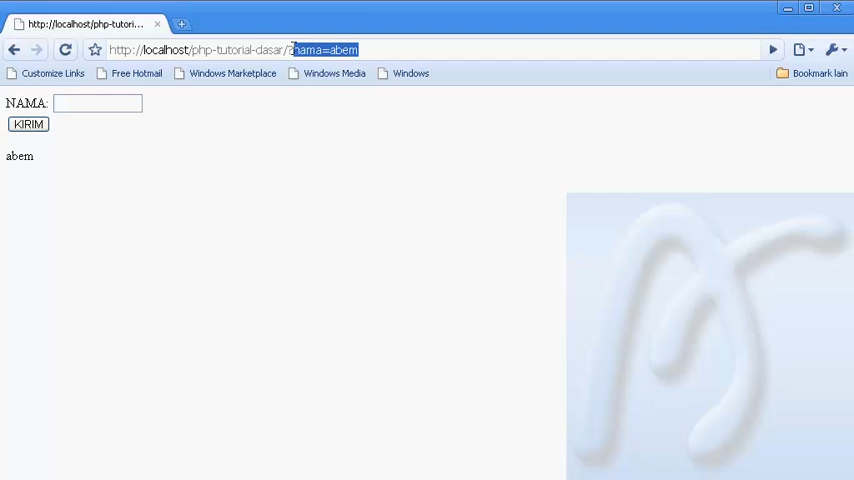 http://localhost/php-tutori...
http://localhost/php-tutorial-dasar/?nama=abem
Customize Links Free Hotmail Windows Marketplace Windows Media Windows Bookmark lain
NAMA:
KIRIM
abem